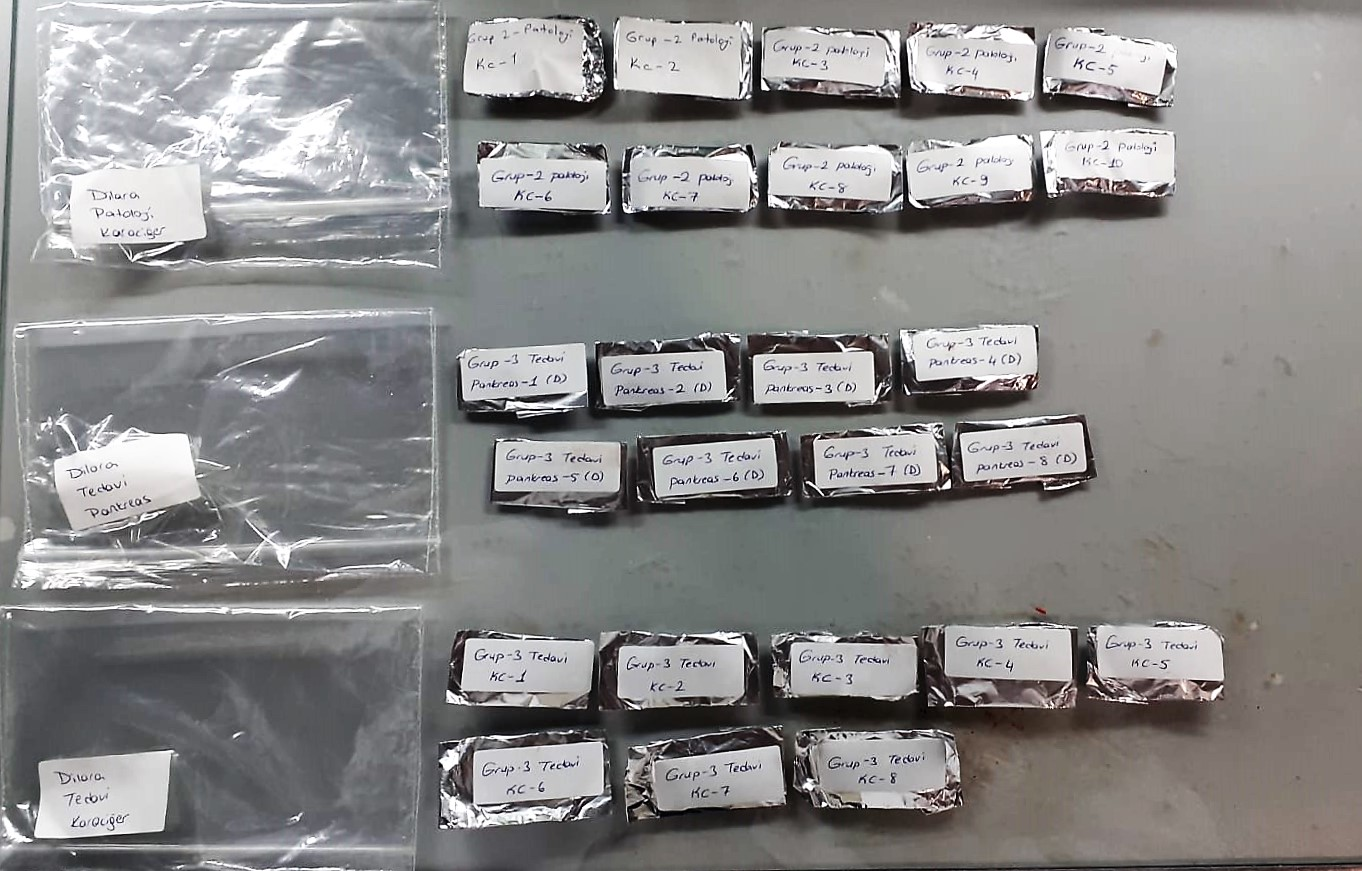 Dilara
Patoloji
Karaciğer
Grup 2-Patoloji
Kc-1
Grup -2 Patoloji
Kc-2
Grup-2 patoloji
KC-3
Grup-2 patoloji
KC-4
Grup-2
KC-5
Grup-2 patoloji
KC-6
Grup-2 patoloji
KC-7
Grup-2 patoloji
KC-8
Grup-2 patoloji
KC-9
Grup-2 Patoloji
KC-10
Dilara
Tedavi
Pankreas
Grup-3 Tedavi
Pankreas-1 (D)
Grup-3 Tedavi
Pankreas-2 (D)
Grup-3 Tedavi
pankreas-3 (D)
Grup-3 Tedavi
pankreas-4 (D)
Grup-3 Tedavi
pankreas-5 (D)
Grup-3 Tedavi
pankreas-6 (D)
Grup-3 Tedavi
Pankreas-7 (D)
Grup-3 Tedavi
pankreas-8 (D)
Dilara
Tedavi
Karaciğer
Grup-3 Tedavi
KC-1
Grup-3 Tedavi
KC-2
Grup-3 Tedavi
KC-3
Grup-3 Tedavi
KC-4
Grup-3 Tedavi
KC-5
Grup-3 Tedavi
KC-6
Grup-3 Tedavi
KC-7
Grup-3 Tedavi
KC-8